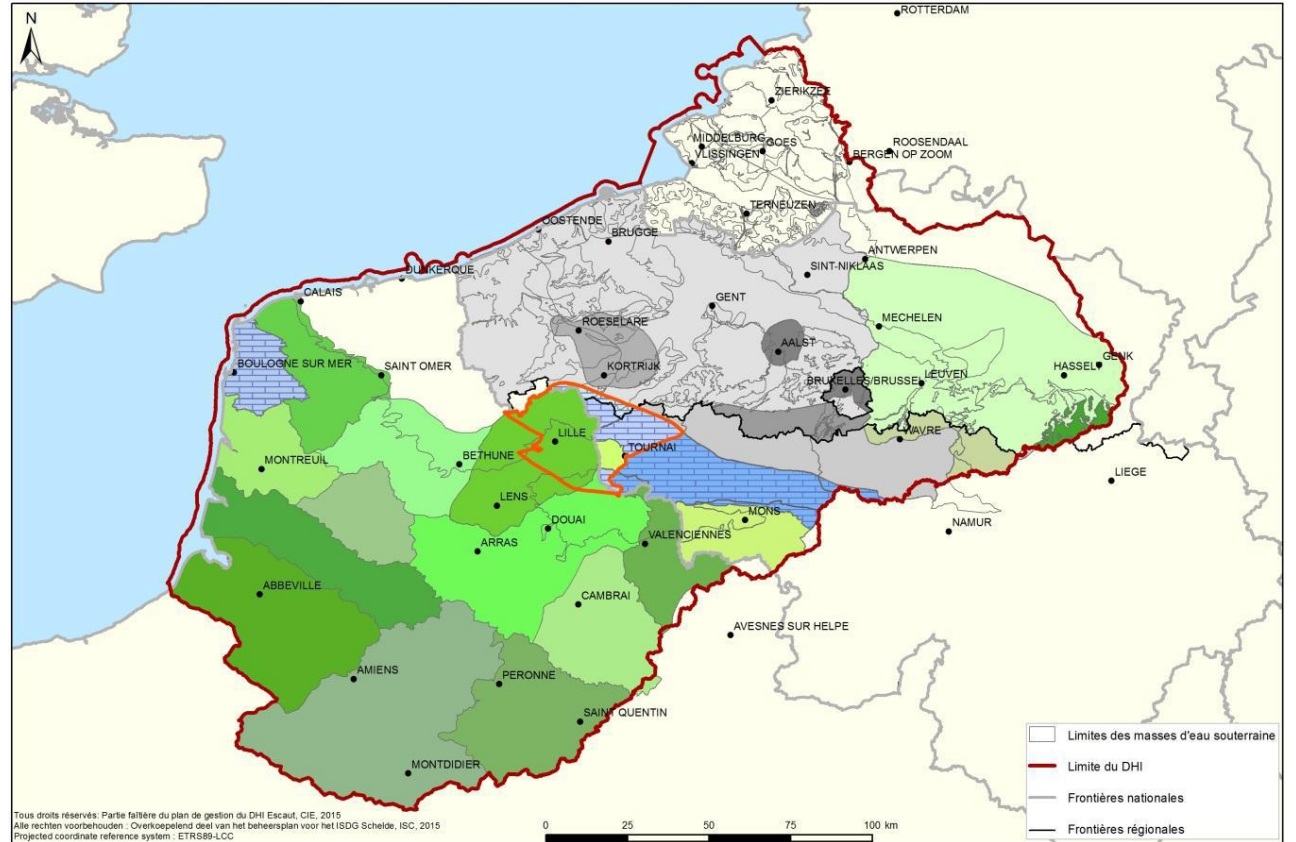 N
ROTTERDAM
ZIERIKZEE
MIDDELBURG
GOES
VLISSINGEN
ROOSENDAAL
BERGEN OP ZOOM
TERNEUZEN
OOSTENDE
BRUGGE
ANTWERPEN
SINT-NIKLAAS
DUNKERQUE
CALAIS
GENT
ROESELARE
MECHELEN
AALST
BOULOGNE SUR MER
SAINT OMER
KORTRIJK
GENK
HASSEL
BRUXELLES/BRUSSEL
LEUVEN
LILLE
WAVRE
TOURNAI
BETHUNE
MONTREUIL
LIEGE
LENS
DOUAI
MONS
NAMUR
VALENCIENNES
ARRAS
ABBEVILLE
CAMBRAI
AVESNES SUR HELPE
AMIENS
PERONNE
SAINT QUENTIN
MONTDIDIER
Limites des masses d'eau souterraine
Limite du DHI
Frontières nationales
Frontières régionales
Tous droits réservés: Partie faîtière du plan de gestion du DHI Escaut, CIE, 2015
Alle rechten voorbehouden : Overkoepelend deel van het beheersplan voor het ISDG Schelde, ISC, 2015
Projected coordinate reference system : ETRS89-LCC
0 25 50 75 100 km